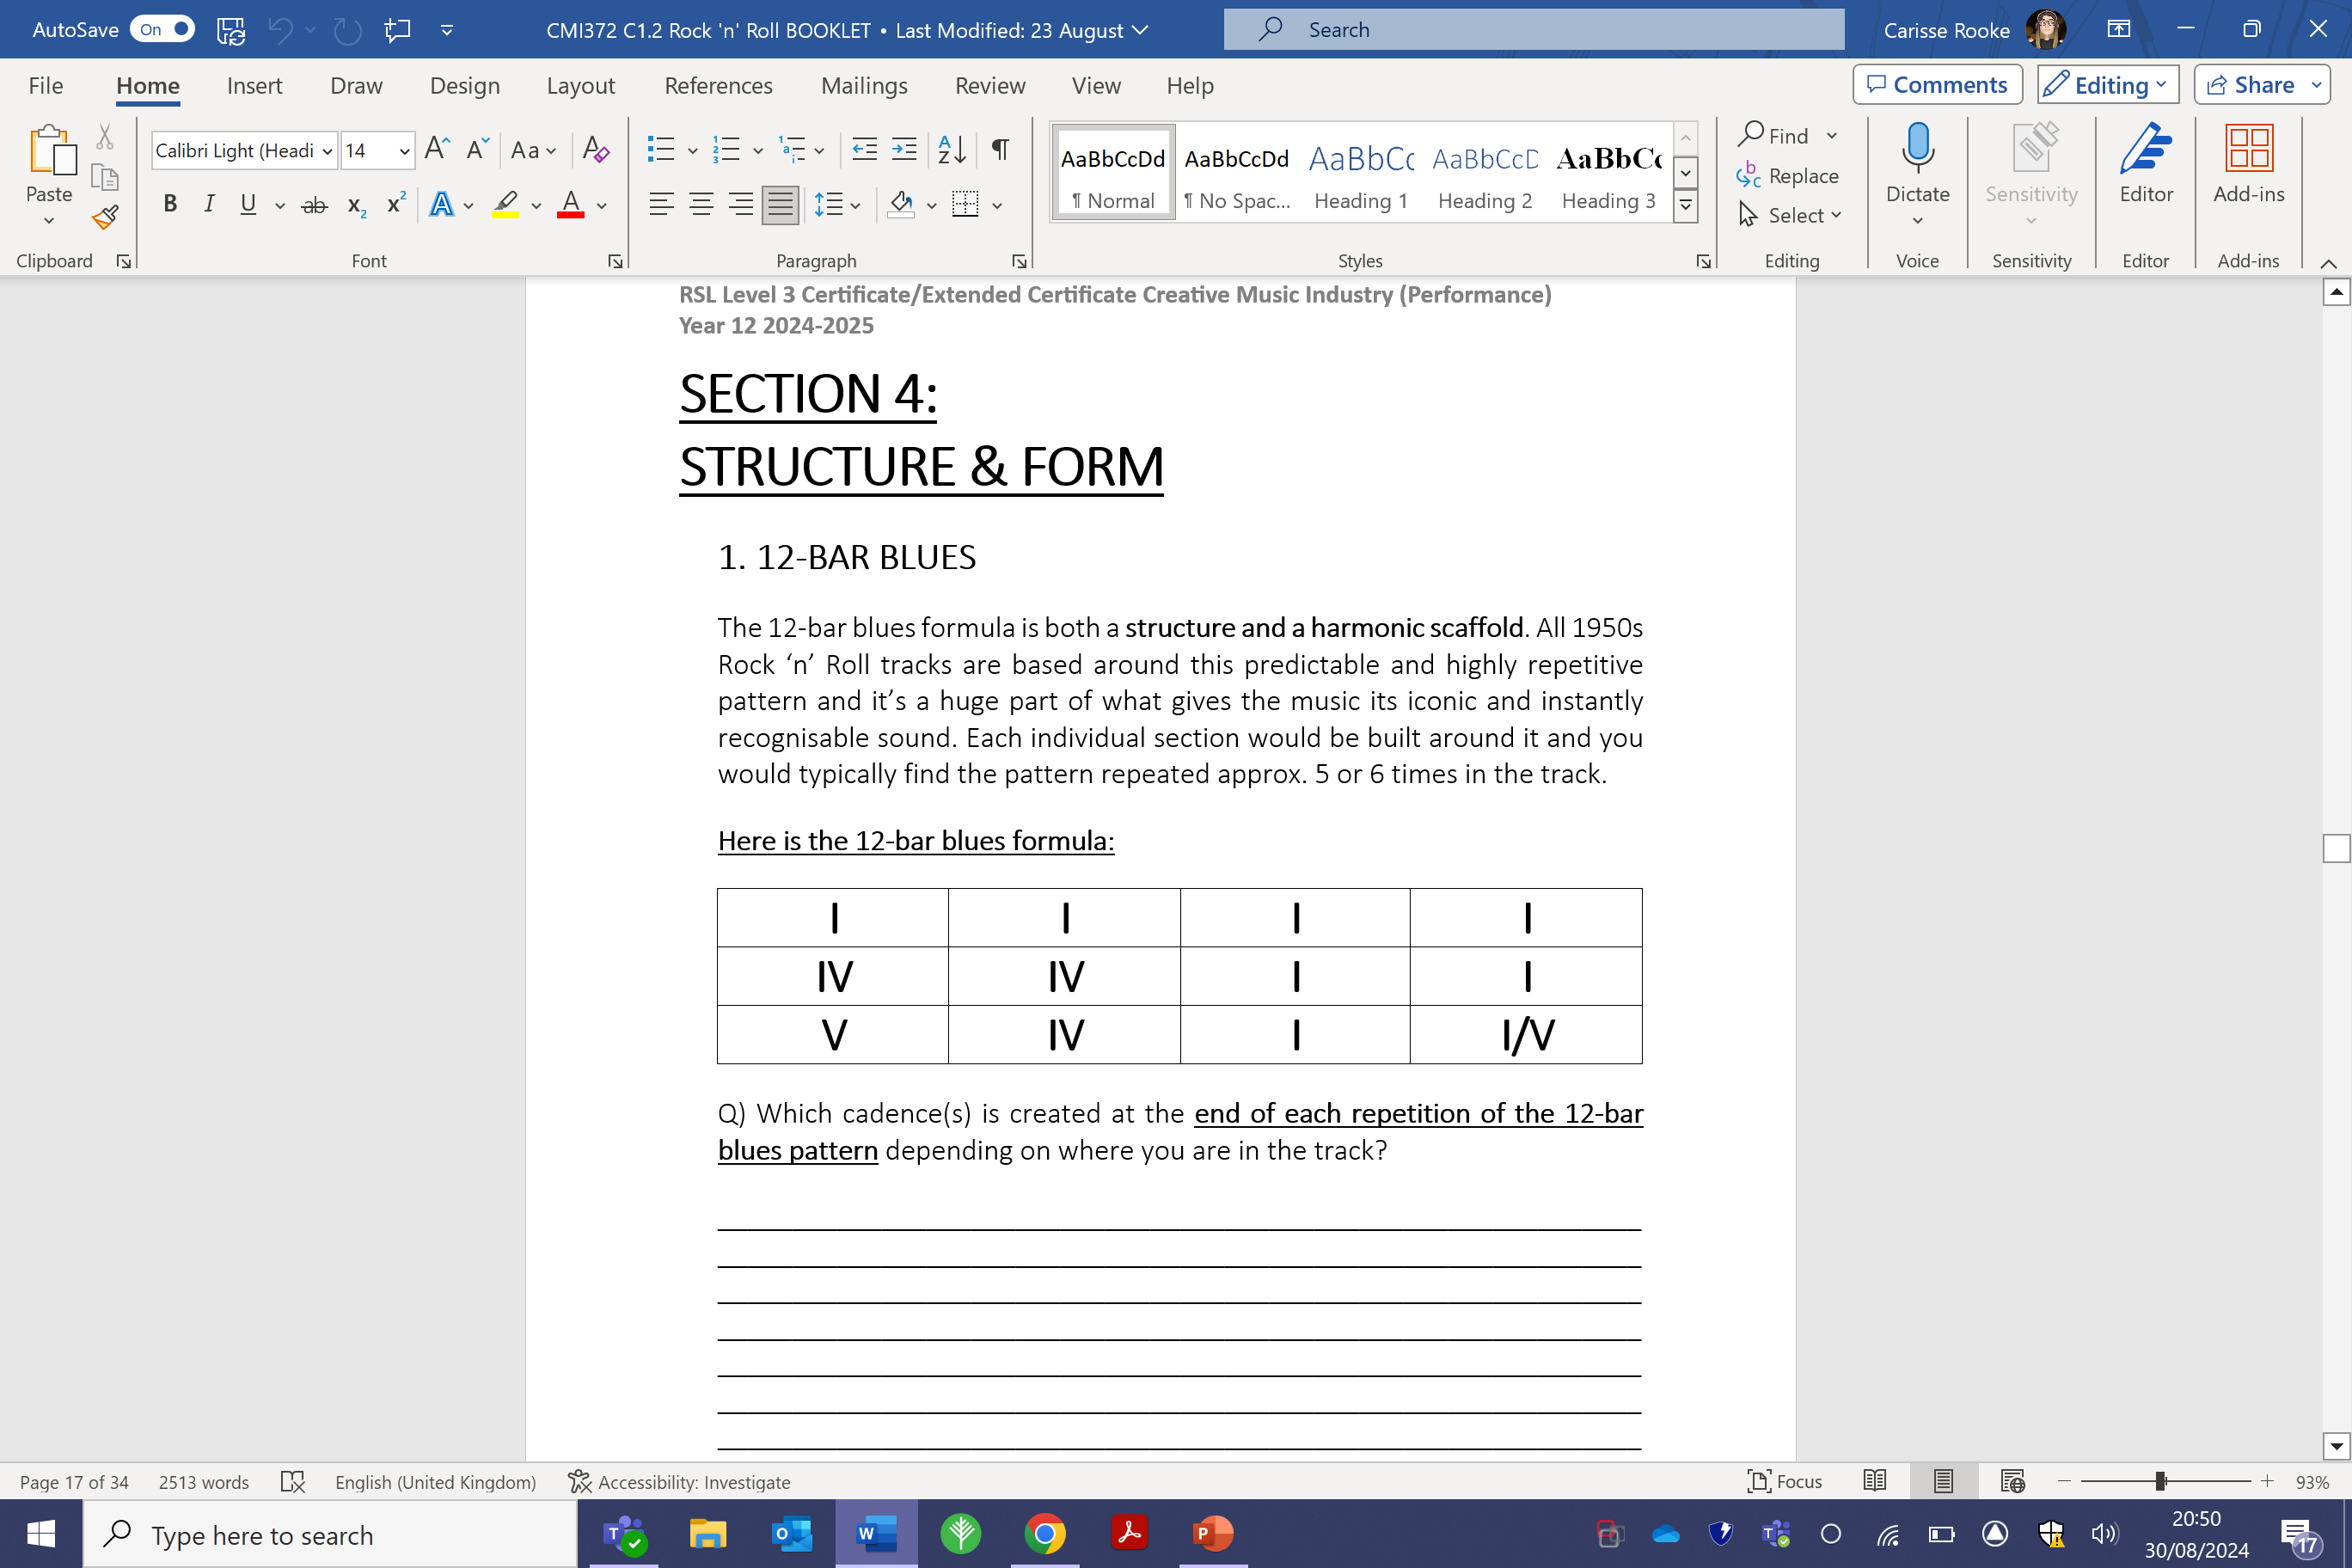 AutoSave On CMI372 C1.2 Rock 'n' Roll BOOKLET • Last Modified: 23 August Search Carisse Rooke
File Home Insert Draw Design Layout References Mailings Review View Help Comments Editing Share
Paste
Clipboard
Calibri Light (Headi 14 Aa
B I U ab x₂ x² A A
Font
Paragraph
AaBbCcDd AaBbCcDd AaBbCc AaBbCcD AaBbCc
¶ Normal ¶ No Spac... Heading 1 Heading 2 Heading 3
Styles
Find
Replace
Select
Editing
Dictate
Voice
Sensitivity
Sensitivity
Editor
Editor
Add-ins
Add-ins
RSL Level 3 Certificate/Extended Certificate Creative Music Industry (Performance)
Year 12 2024-2025
SECTION 4:
STRUCTURE & FORM
1. 12-BAR BLUES
The 12-bar blues formula is both a structure and a harmonic scaffold. All 1950s
Rock ‘n’ Roll tracks are based around this predictable and highly repetitive
pattern and it’s a huge part of what gives the music its iconic and instantly
recognisable sound. Each individual section would be built around it and you
would typically find the pattern repeated approx. 5 or 6 times in the track.
Here is the 12-bar blues formula:
I I I I
IV IV I I
V IV I I/V
Q) Which cadence(s) is created at the end of each repetition of the 12-bar
blues pattern depending on where you are in the track?
Page 17 of 34 2513 words English (United Kingdom) Accessibility: Investigate Focus 93%
Type here to search
20:50
30/08/2024
17